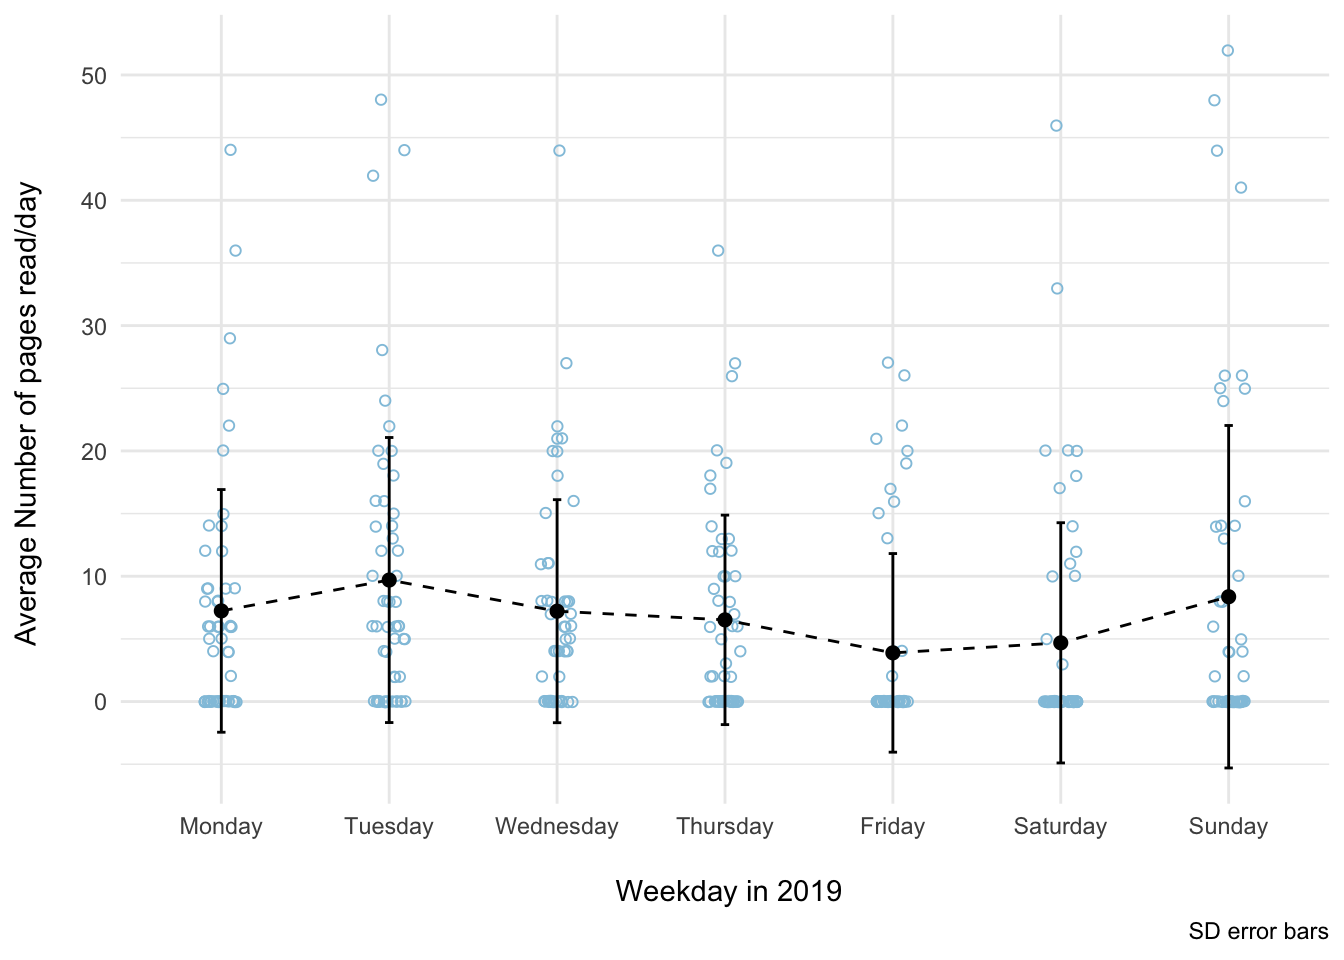 Average Number of pages read/day
50
40
30
20
10
0
Monday Tuesday Wednesday Thursday Friday Saturday Sunday
Weekday in 2019
SD error bars